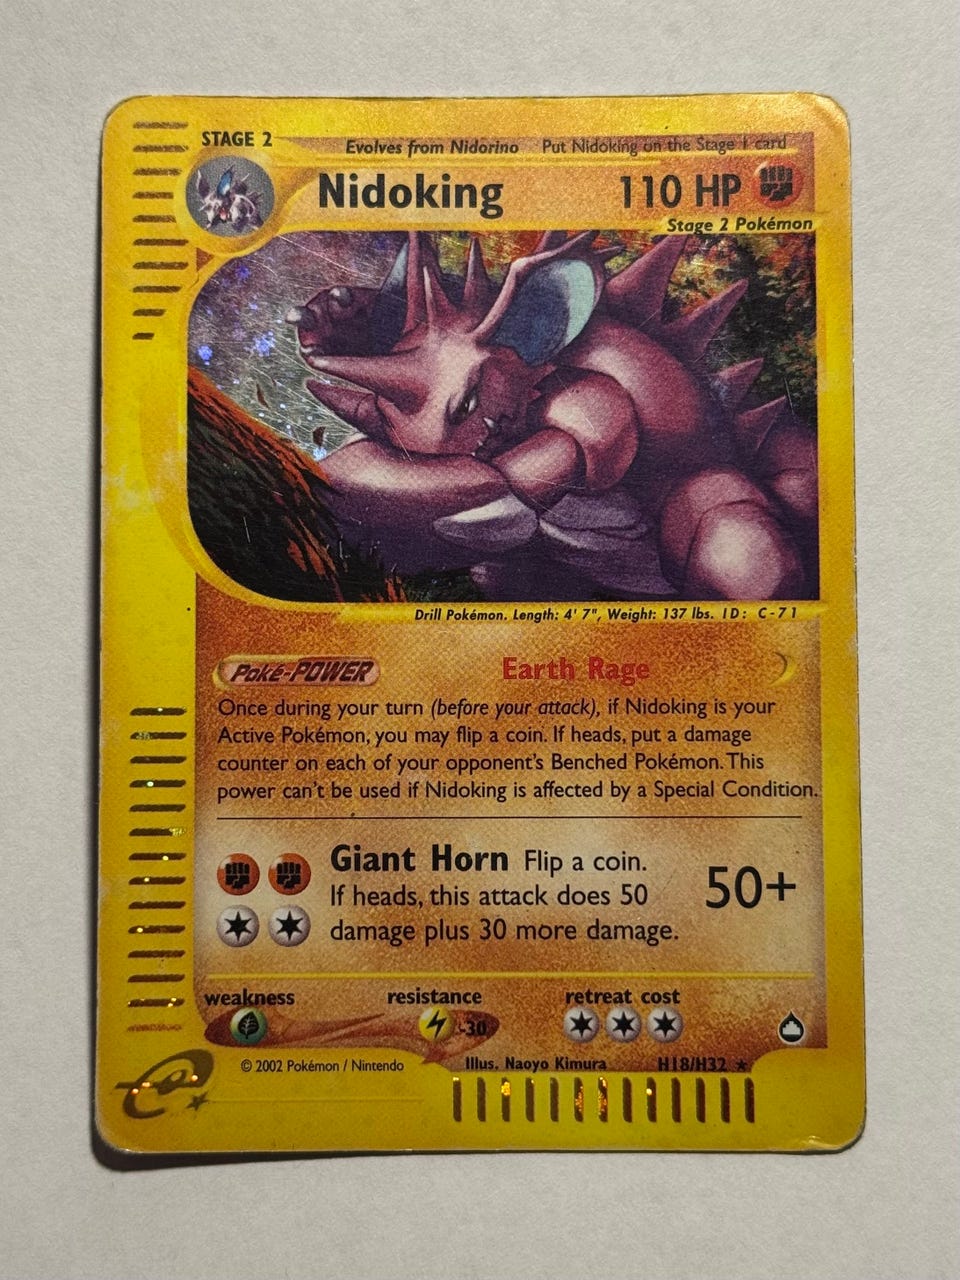 STAGE 2
Evolves from Nidorino Put Nidoking on the Stage 1 card
Nidoking 110 HP
Stage 2 Pokémon
Drill Pokémon. Length: 4' 7", Weight: 137 lbs. ID: C-71
Poké-POWER Earth Rage
Once during your turn (before your attack), if Nidoking is your
Active Pokémon, you may flip a coin. If heads, put a damage
counter on each of your opponent's Benched Pokémon. This
power can't be used if Nidoking is affected by a Special Condition.
Giant Horn Flip a coin.
If heads, this attack does 50
damage plus 30 more damage.
50+
weakness resistance retreat cost
-30
© 2002 Pokémon / Nintendo Illus. Naoyo Kimura H18/H32 ★
e